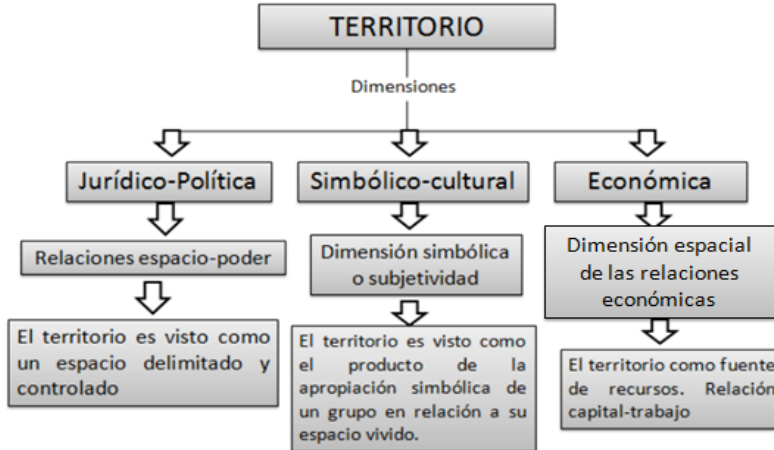 TERRITORIO
Dimensiones
Jurídico-Política
Simbólico-cultural
Económica
Relaciones espacio-poder
Dimensión simbólica
o subjetividad
Dimensión espacial
de las relaciones
económicas
El territorio es visto como
un espacio delimitado y
controlado
El territorio es visto como
el producto de la
apropiación simbólica de
un grupo en relación a su
espacio vivido.
El territorio como fuente
de recursos. Relación
capital-trabajo